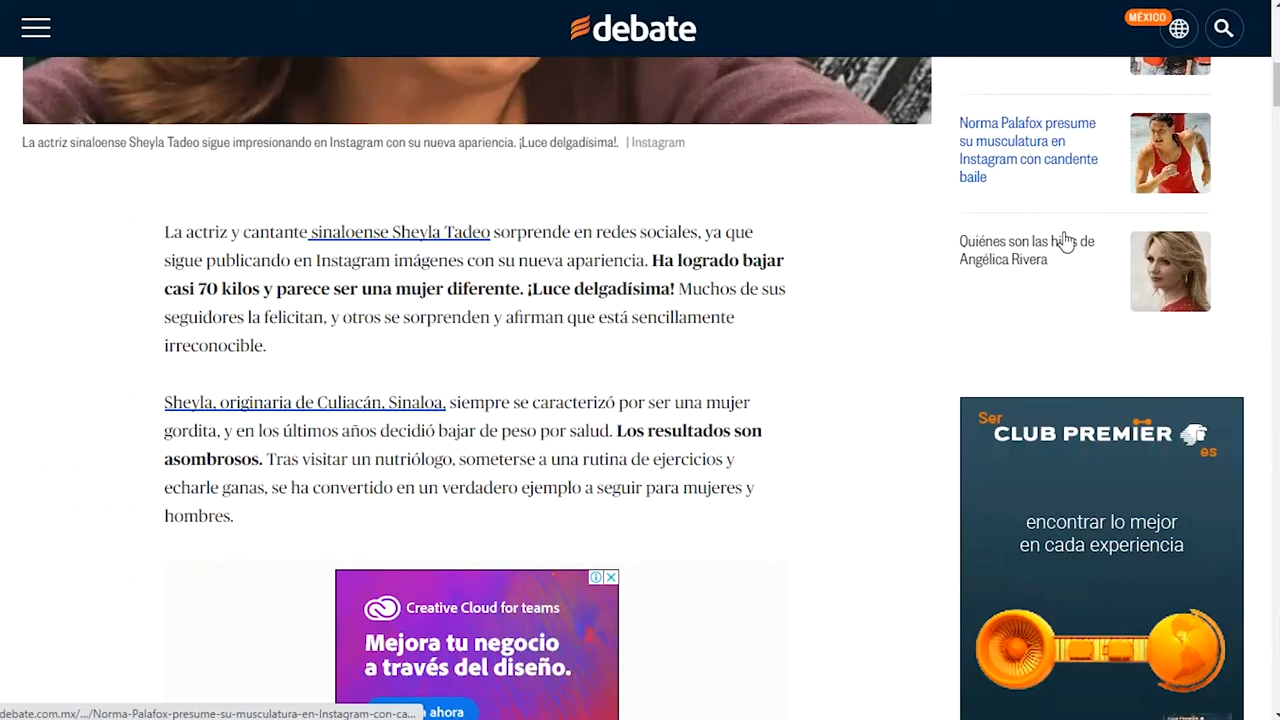 debate
MÉXICO
La actriz sinaloense Sheyla Tadeo sigue impresionando en Instagram con su nueva apariencia. ¡Luce delgadísima!. | Instagram
La actriz y cantante sinaloense Sheyla Tadeo sorprende en redes sociales, ya que
sigue publicando en Instagram imágenes con su nueva apariencia. Ha logrado bajar
casi 70 kilos y parece ser una mujer diferente. ¡Luce delgadísima! Muchos de sus
seguidores la felicitan, y otros se sorprenden y afirman que está sencillamente
irreconocible.
Sheyla, originaria de Culiacán, Sinaloa, siempre se caracterizó por ser una mujer
gordita, y en los últimos años decidió bajar de peso por salud. Los resultados son
asombrosos. Tras visitar un nutriólogo, someterse a una rutina de ejercicios y
echarle ganas, se ha convertido en un verdadero ejemplo a seguir para mujeres y
hombres.
Creative Cloud for teams
Mejora tu negocio
a través del diseño.
ahora
Norma Palafox presume
su musculatura en
Instagram con candente
baile
Quiénes son las de
Angélica Rivera
Ser
CLUB PREMIER
es
encontrar lo mejor
en cada experiencia
debate.com.mx/.../Norma-Palafox-presume-su-musculatura-en-Instagram-con-ca...